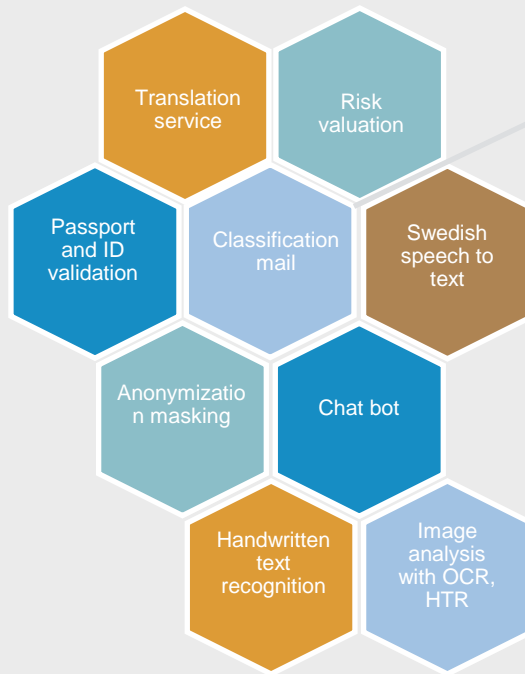 Translation
service
Risk
valuation
Passport
and ID
validation
Classification
mail
Swedish
speech to
text
Anonymizatio
n masking
Chat bot
Handwritten
text
recognition
Image
analysis
with OCR,
HTR